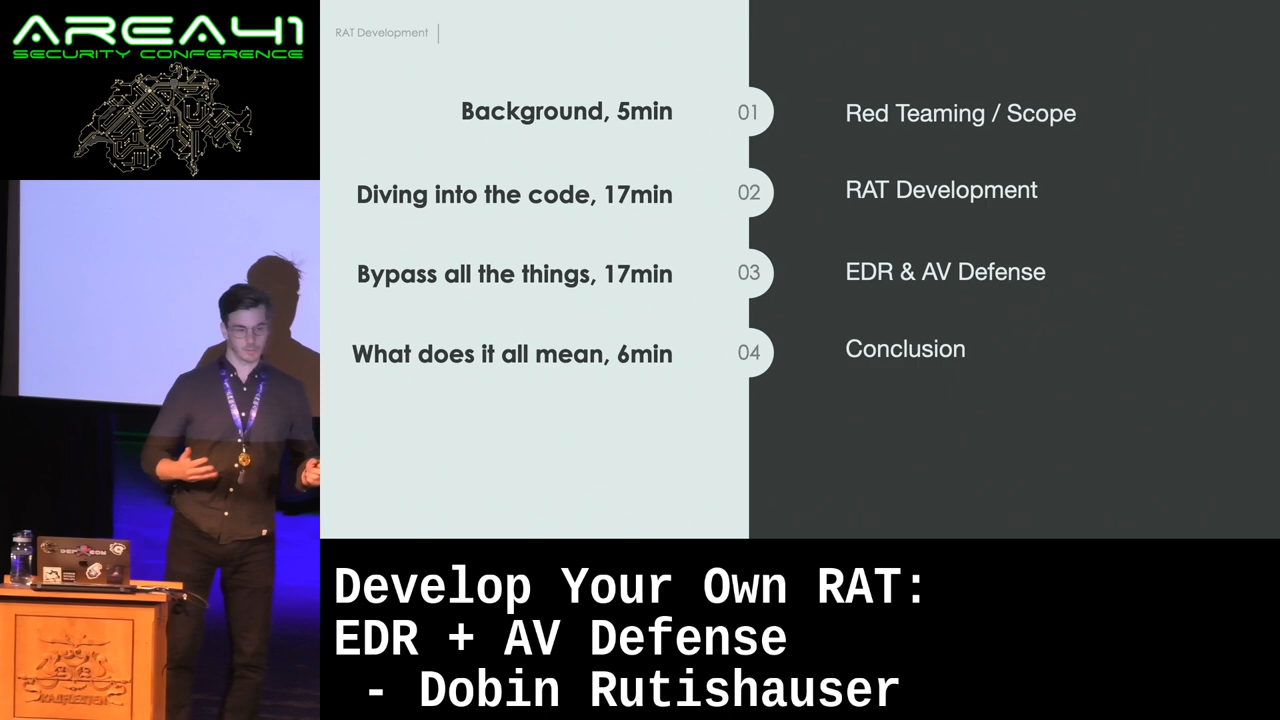 AREA41
SECURITY CONFERENCE
RAT Development
Background, 5min
01
Red Teaming / Scope
Diving into the code, 17min
02
RAT Development
Bypass all the things, 17min
03
EDR & AV Defense
What does it all mean, 6min
04
Conclusion
Develop Your Own RAT:
EDR + AV Defense
- Dobin Rutishauser